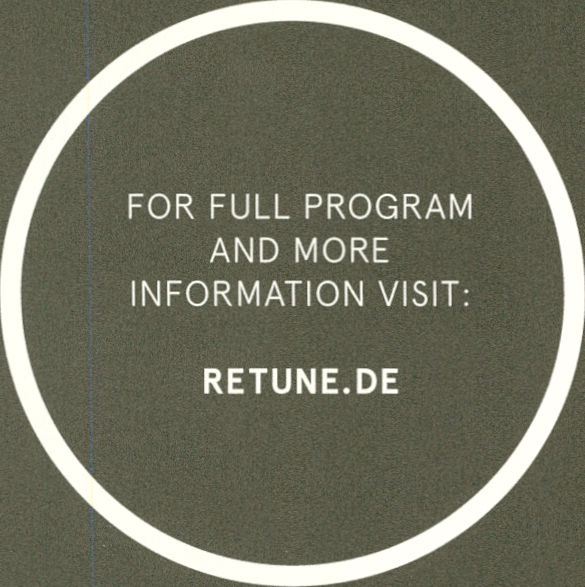 FOR FULL PROGRAM
AND MORE
INFORMATION VISIT:
RETUNE.DE